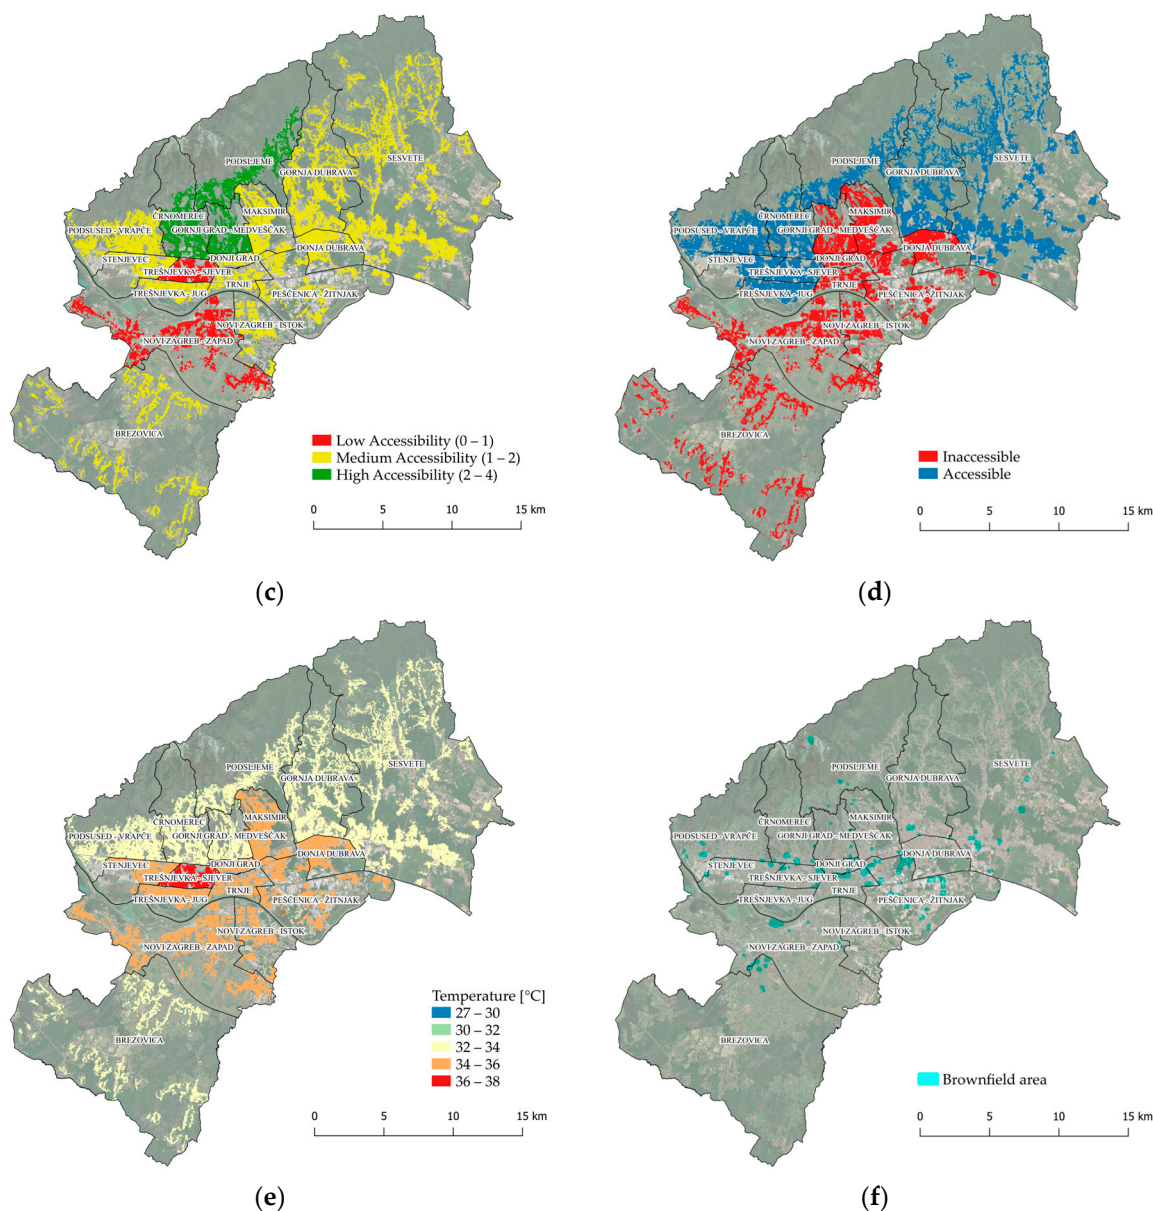 PODSLJEME
SESVETE
GORNJA DUBRAVA
MAKSIMIR
ČRNOMEREC
PODSUSED - VRAPČE
GORNJI GRAD - MEDVEŠČAK
DONJA DUBRAVA
STENJEVEC
DONJI GRAD
TREŠNJEVKA - SJEVER
TREŠNJEVKA - JUG
TRNJE
PEŠČENICA - ŽITNJAK
NOVI ZAGREB - ISTOK
NOVI ZAGREB - ZAPAD
BREZOVICA
Low Accessibility (0 – 1)
Medium Accessibility (1 – 2)
High Accessibility (2 – 4)
0 5 10 15 km
(c)
PODSLJEME
SESVETE
GORNJA DUBRAVA
MAKSIMIR
ČRNOMEREC
PODSUSED - VRAPČE
GORNJI GRAD - MEDVEŠČAK
DONJA DUBRAVA
STENJEVEC
DONJI GRAD
TREŠNJEVKA - SJEVER
TREŠNJEVKA - JUG
TRNJE
PEŠČENICA - ŽITNJAK
NOVI ZAGREB - ISTOK
NOVI ZAGREB - ZAPAD
BREZOVICA
Inaccessible
Accessible
0 5 10 15 km
(d)
PODSLJEME
SESVETE
GORNJA DUBRAVA
MAKSIMIR
ČRNOMEREC
PODSUSED - VRAPČE
GORNJI GRAD - MEDVEŠČAK
DONJA DUBRAVA
STENJEVEC
DONJI GRAD
TREŠNJEVKA - SJEVER
TREŠNJEVKA - JUG
TRNJE
PEŠČENICA - ŽITNJAK
NOVI ZAGREB - ISTOK
NOVI ZAGREB - ZAPAD
BREZOVICA
Temperature [°C]
27 – 30
30 – 32
32 – 34
34 – 36
36 – 38
0 5 10 15 km
(e)
PODSLJEME
SESVETE
GORNJA DUBRAVA
MAKSIMIR
ČRNOMEREC
PODSUSED - VRAPČE
GORNJI GRAD - MEDVEŠČAK
DONJA DUBRAVA
STENJEVEC
DONJI GRAD
TREŠNJEVKA - SJEVER
TREŠNJEVKA - JUG
TRNJE
PEŠČENICA - ŽITNJAK
NOVI ZAGREB - ISTOK
NOVI ZAGREB - ZAPAD
BREZOVICA
Brownfield area
0 5 10 15 km
(f)